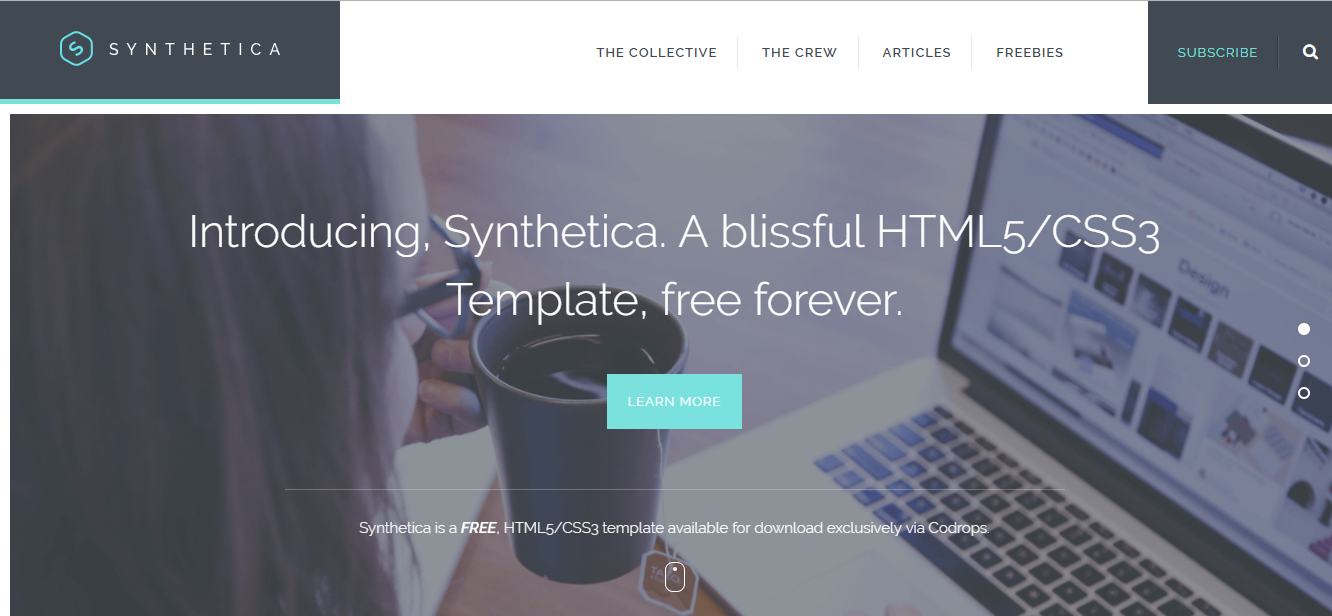 SYNTHETICA
THE COLLECTIVE
THE CREW
ARTICLES
FREEBIES
SUBSCRIBE
Introducing, Synthetica. A blissful HTML5/CSS3
Template, free forever.
Design
LEARN MORE
Synthetica is a FREE, HTML5/CSS3 template available for download exclusively via Codrops.